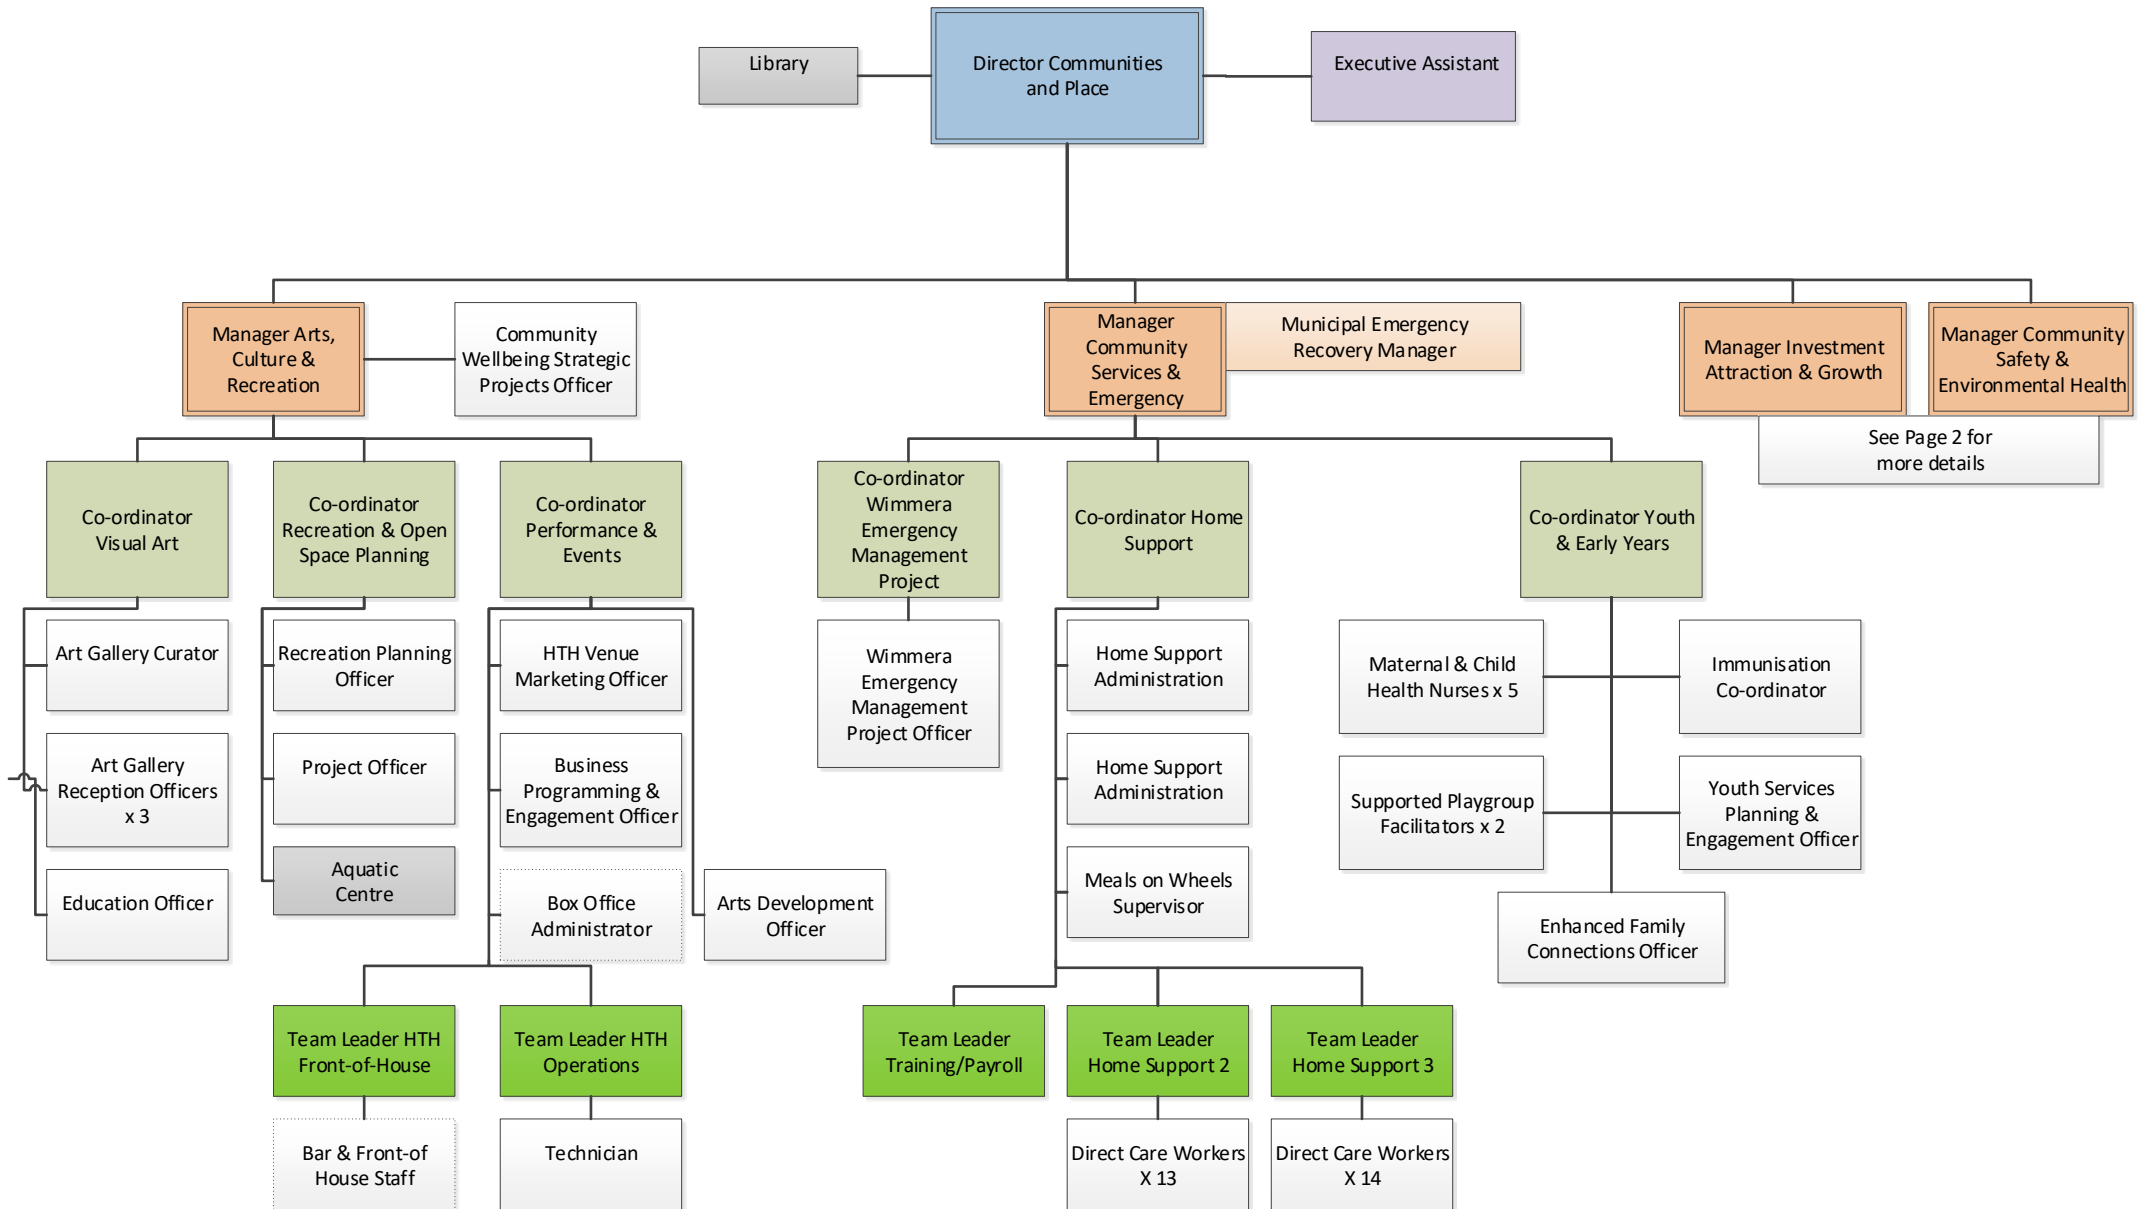 Library
Director Communities
and Place
Executive Assistant
Manager Arts,
Culture &
Recreation
Community
Wellbeing Strategic
Projects Officer
Manager
Community
Services &
Emergency
Municipal Emergency
Recovery Manager
Manager Investment
Attraction & Growth
Manager Community
Safety &
Environmental Health
See Page 2 for
more details
Co-ordinator
Visual Art
Co-ordinator
Recreation & Open
Space Planning
Co-ordinator
Performance &
Events
Co-ordinator
Wimmera
Emergency
Management
Project
Co-ordinator Home
Support
Co-ordinator Youth
& Early Years
Art Gallery Curator
Recreation Planning
Officer
HTH Venue
Marketing Officer
Wimmera
Emergency
Management
Project Officer
Home Support
Administration
Maternal & Child
Health Nurses x 5
Immunisation
Co-ordinator
Art Gallery
Reception Officers
x 3
Project Officer
Business
Programming &
Engagement Officer
Home Support
Administration
Supported Playgroup
Facilitators x 2
Youth Services
Planning &
Engagement Officer
Education Officer
Aquatic
Centre
Box Office
Administrator
Arts Development
Officer
Meals on Wheels
Supervisor
Enhanced Family
Connections Officer
Team Leader HTH
Front-of-House
Team Leader HTH
Operations
Team Leader
Training/Payroll
Team Leader
Home Support 2
Team Leader
Home Support 3
Bar & Front-of
House Staff
Technician
Direct Care Workers
X 13
Direct Care Workers
X 14